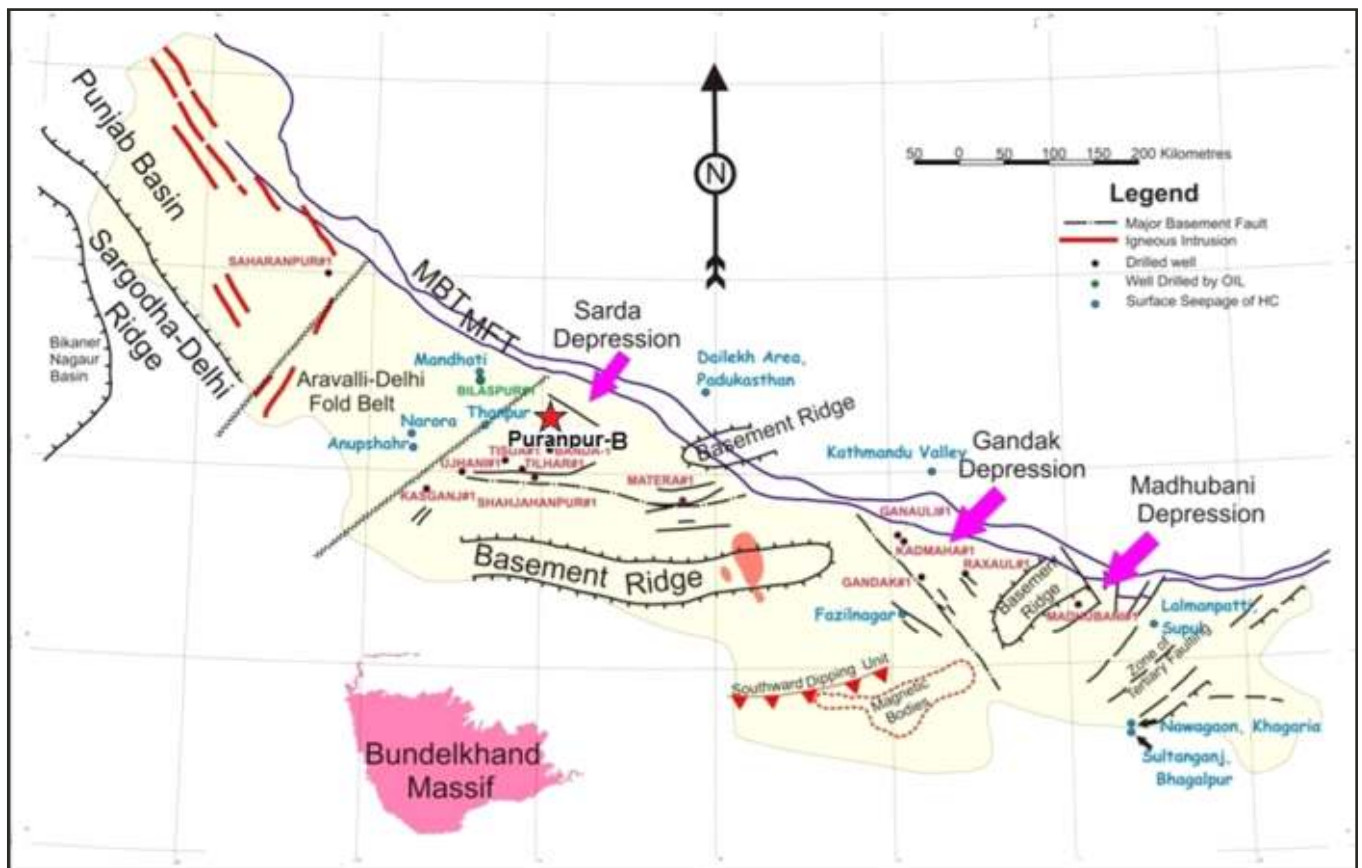 Punjab Basin
Sargodha-Delhi
Ridge
Bikaner
Nagaur
Basin
SAHARANPUR#1
Aravalli-Delhi
Fold Belt
MBT
MFT
N
50 0 50 100 150 200 Kilometres
Legend
Major Basement Fault
Igneous Intrusion
Drilled well
Well Drilled by OIL
Surface Seepage of HC
Sarda
Depression
Mandhati
BILASPUR#1
Thanpur
Narora
Anupshahr
Puranpur-B
TISUA#1
BANDA-1
UJHANI#1
TILHAR#1
KASGANJ#1
SHAHJAHANPUR#1
MATERA#1
Dailekh Area,
Padukasthan
Basement Ridge
Kathmandu Valley
Gandak
Depression
Madhubani
Depression
GANAULI#1
KADMAHA#1
RAXAUL#1
GANDAK#1
Fazilnagar
Basement
Ridge
MADHUBANI#1
Lalmanpatti,
Supul
Zone of
Tertiary Faulting
Basement Ridge
Southward Dipping Unit
Magnetic
Bodies
Nawagaon, Khagaria
Sultanganj,
Bhagalpur
Bundelkhand
Massif